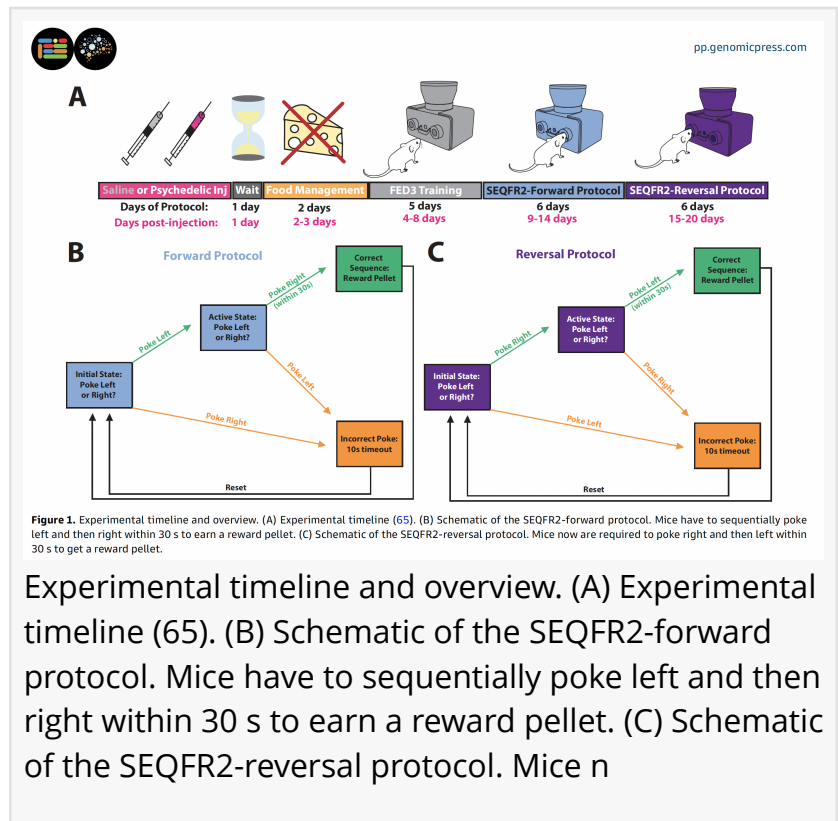 pp.genomicpress.com
A
Saline or Psychedelic Inj Wait Food Management FED3 Training SEQFR2-Forward Protocol SEQFR2-Reversal Protocol
Days of Protocol: 1 day 2 days 5 days 6 days 6 days
Days post-injection: 1 day 2-3 days 4-8 days 9-14 days 15-20 days
B
Forward Protocol
Correct
Sequence:
Reward Pellet
Poke Right
(within 30s)
Active State:
Poke Left
or Right?
Poke Left
Poke Left
Initial State:
Poke Left
or Right?
Poke Right
Incorrect Poke:
10s timeout
Reset
C
Reversal Protocol
Correct
Sequence:
Reward Pellet
Poke Left
(within 30s)
Active State:
Poke Left
or Right?
Poke Right
Poke Right
Initial State:
Poke Left
or Right?
Poke Left
Incorrect Poke:
10s timeout
Reset
Figure 1. Experimental timeline and overview. (A) Experimental timeline (65). (B) Schematic of the SEQFR2-forward protocol. Mice have to sequentially poke
left and then right within 30 s to earn a reward pellet. (C) Schematic of the SEQFR2-reversal protocol. Mice now are required to poke right and then left within
30 s to get a reward pellet.
Experimental timeline and overview. (A) Experimental
timeline (65). (B) Schematic of the SEQFR2-forward
protocol. Mice have to sequentially poke left and then
right within 30 s to earn a reward pellet. (C) Schematic
of the SEQFR2-reversal protocol. Mice n